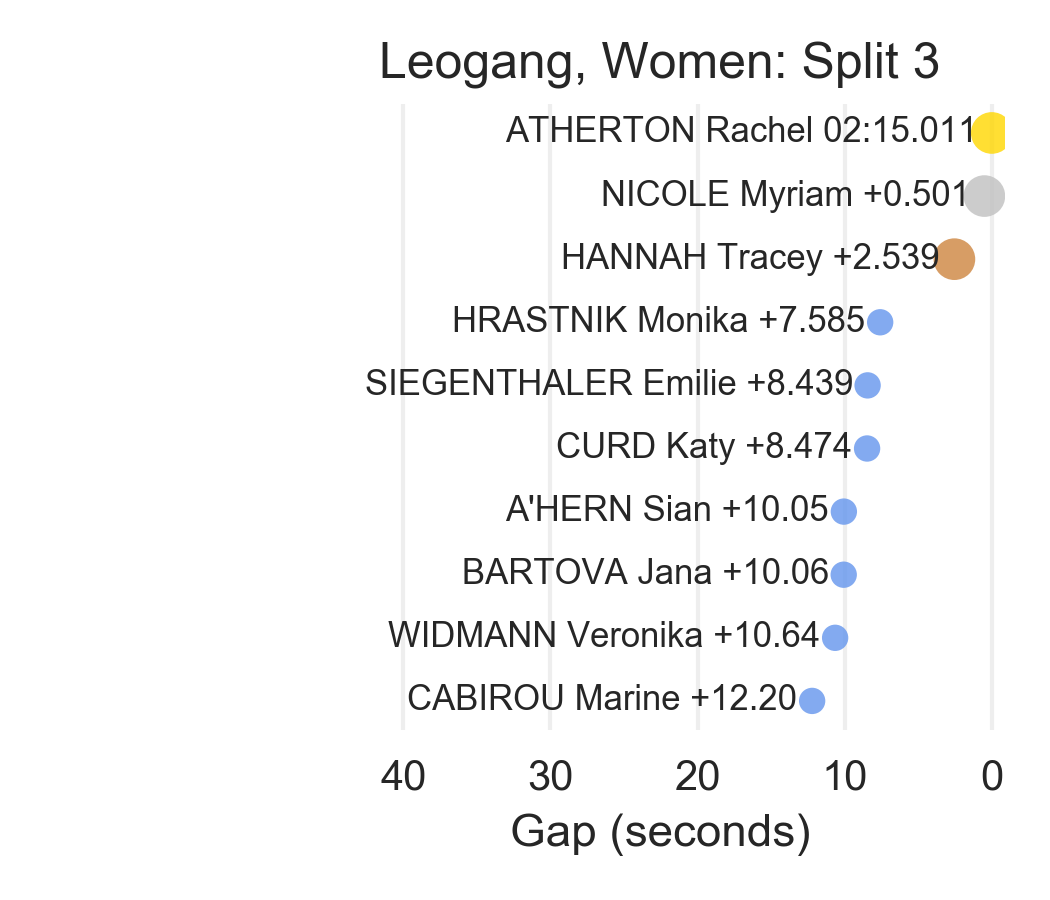 Leogang, Women: Split 3
ATHERTON Rachel 02:15.011
NICOLE Myriam +0.501
HANNAH Tracey +2.539
HRASTNIK Monika +7.585
SIEGENTHALER Emilie +8.439
CURD Katy +8.474
A'HERN Sian +10.05
BARTOVA Jana +10.06
WIDMANN Veronika +10.64
CABIROU Marine +12.20
40 30 20 10 0
Gap (seconds)